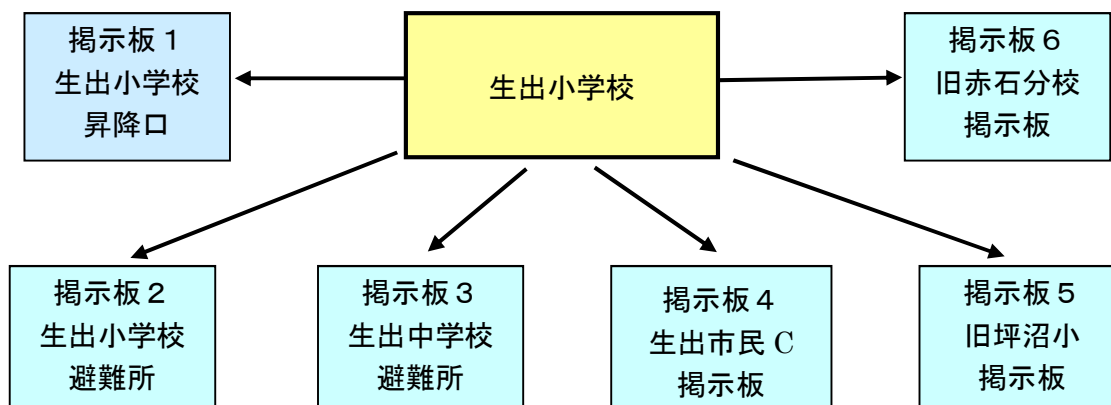 掲示板１
生出小学校
昇降口
生出小学校
掲示板６
旧赤石分校
掲示板
掲示板２
生出小学校
避難所
掲示板３
生出中学校
避難所
掲示板４
生出市民 C
掲示板
掲示板５
旧坪沼小
掲示板